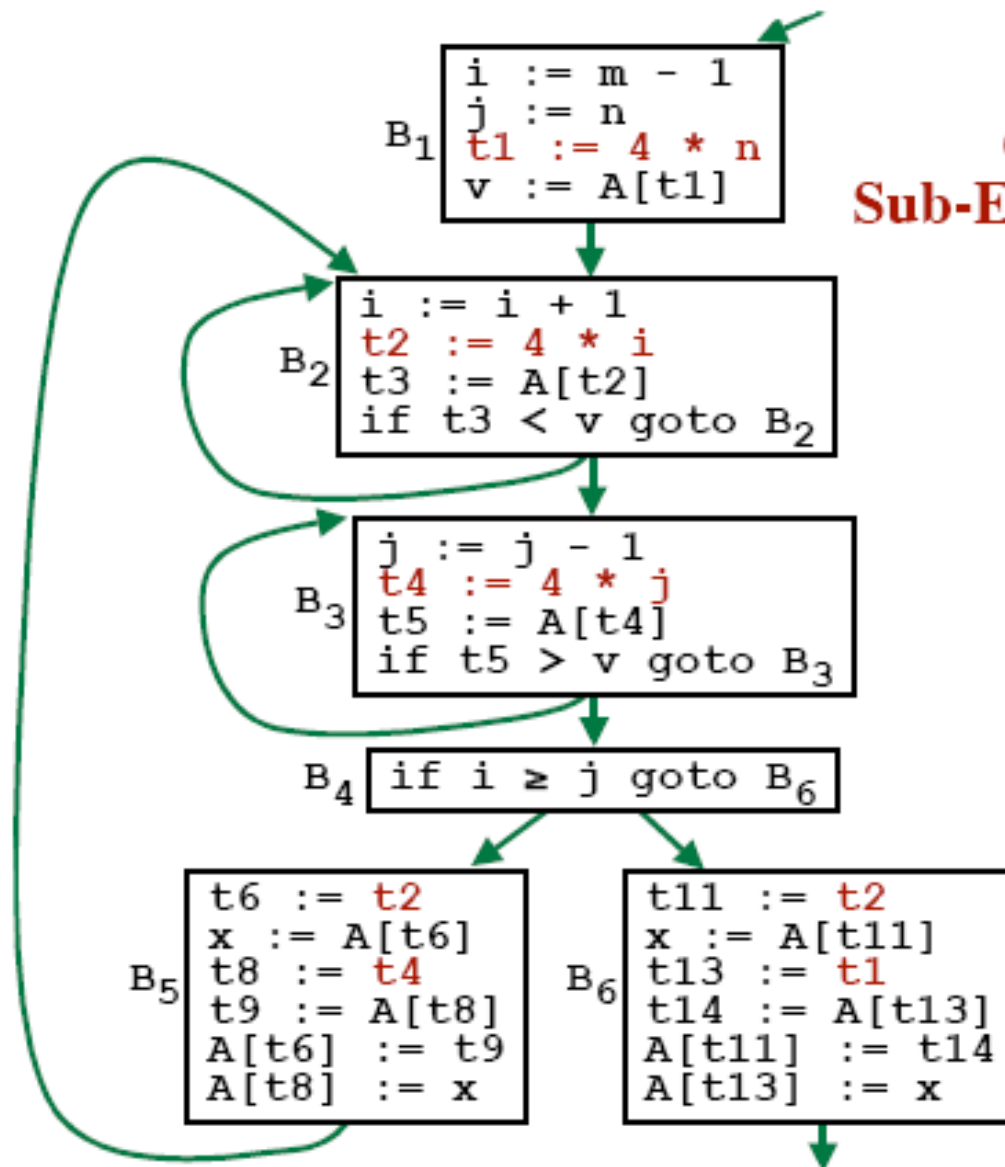 i := m - 1
j := n
B1
t1 := 4 * n
v := A[t1]
Sub-E
i := i + 1
t2 := 4 * i
B2
t3 := A[t2]
if t3 < v goto B2
j := j - 1
t4 := 4 * j
B3
t5 := A[t4]
if t5 > v goto B3
B4
if i ≥ j goto B6
t6 := t2
x := A[t6]
t8 := t4
B5
t9 := A[t8]
A[t6] := t9
A[t8] := x
t11 := t2
x := A[t11]
t13 := t1
B6
t14 := A[t13]
A[t11] := t14
A[t13] := x